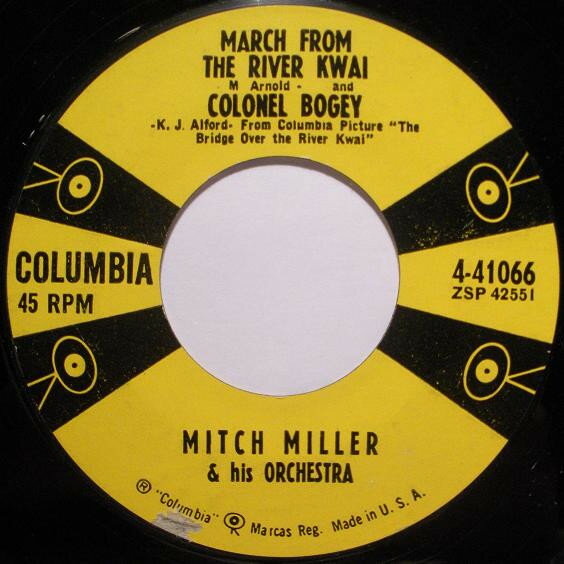 MARCH FROM
THE RIVER KWAI
M Arnold - and
COLONEL BOGEY
-K. J. Alford- From Columbia Picture "The
Bridge Over the River Kwai"
COLUMBIA
45 RPM
4-41066
ZSP 42551
MITCH MILLER
& his ORCHESTRA
® "Columbia" Marcas Reg. Made in U. S. A.